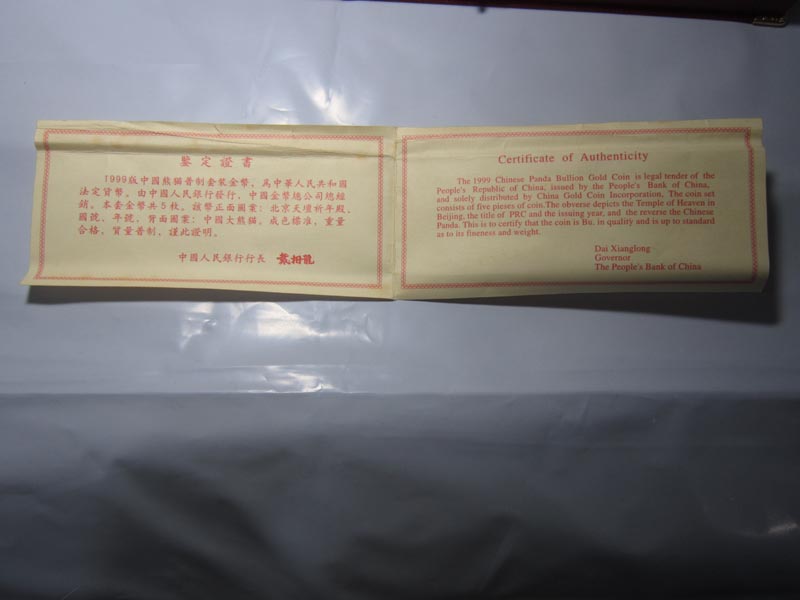 鑒定證書
1999版中國熊貓普制套裝金幣，為中華人民共和國
法定貨幣，由中國人民銀行發行，中國金幣總公司總經
銷。本套金幣共5枚，該幣正面圖案：北京天壇祈年殿、
國號、年號，背面圖案：中國大熊貓。成色標准，重量
合格，質量普制，謹此證明。
中國人民銀行行長 戴相龍
Certificate of Authenticity
The 1999 Chinese Panda Bullion Gold Coin is legal tender of the
People's Republic of China, issued by the People's Bank of China,
and solely distributed by China Gold Coin Incorporation, The coin set
consists of five pieses of coin.The obverse depicts the Temple of Heaven in
Beijing, the title of PRC and the issuing year, and the reverse the Chinese
Panda. This is to certify that the coin is Bu. in quality and is up to standard
as to its fineness and weight.
Dai Xianglong
Governor
The People's Bank of China